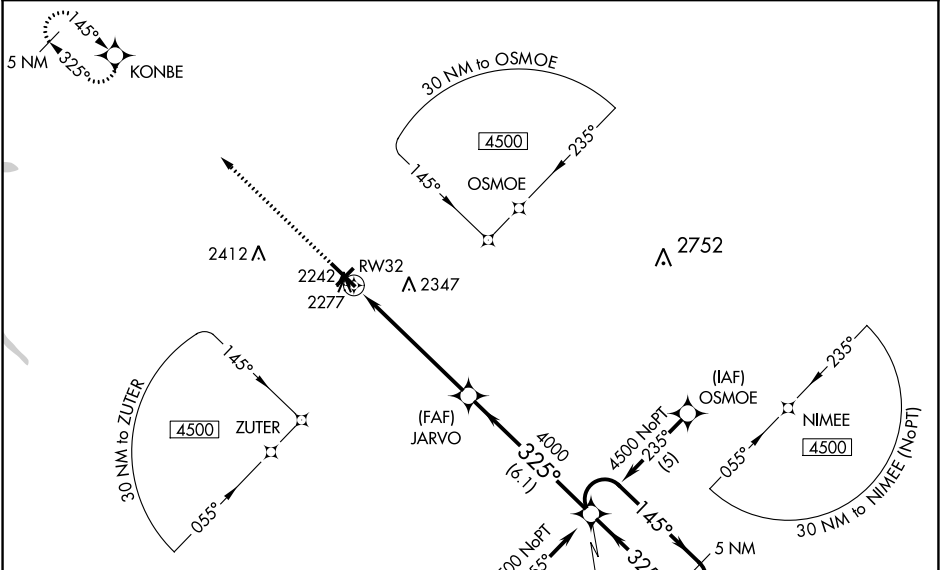 145°
5 NM
325°
KONBE
30 NM to OSMOE
4500
235°
145°
OSMOE
2412
2752
RW32
2242
2347
2277
145°
30 NM to ZUTER
4500
ZUTER
055°
(FAF)
JARVO
4000
325°
(6.1)
(IAF)
OSMOE
4500 NoPT
235°
(5)
235°
NIMEE
4500
055°
30 NM to NIMEE (NoPT)
145°
5 NM
NoPT